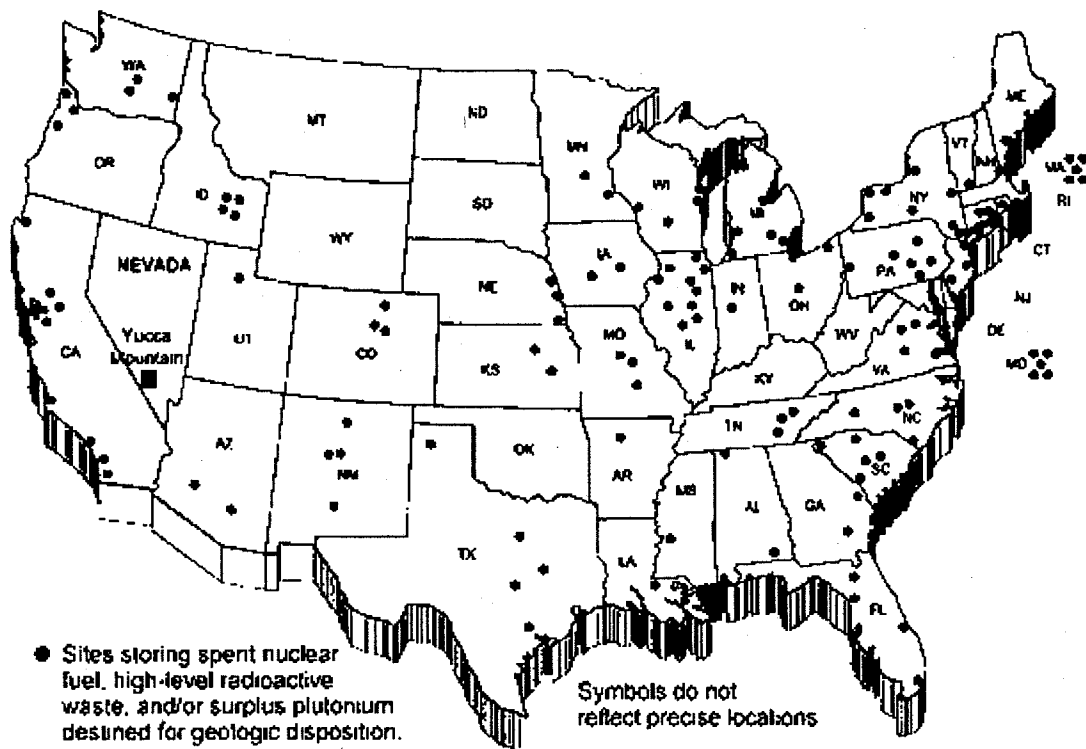 WA
MT
ND
MN
ME
VT
NH
OR
ID
SD
WI
MI
NY
MA
RI
WY
IA
PA
CT
NEVADA
NE
IN
OH
NJ
Yucca
Mountain
UT
CO
IL
WV
DE
CA
KS
MO
KY
VA
MD
AZ
NM
OK
TN
NC
AR
SC
TX
MS
AL
GA
LA
FL
Sites storing spent nuclear
fuel, high-level radioactive
waste, and/or surplus plutonium
destined for geologic disposition.
Symbols do not
reflect precise locations